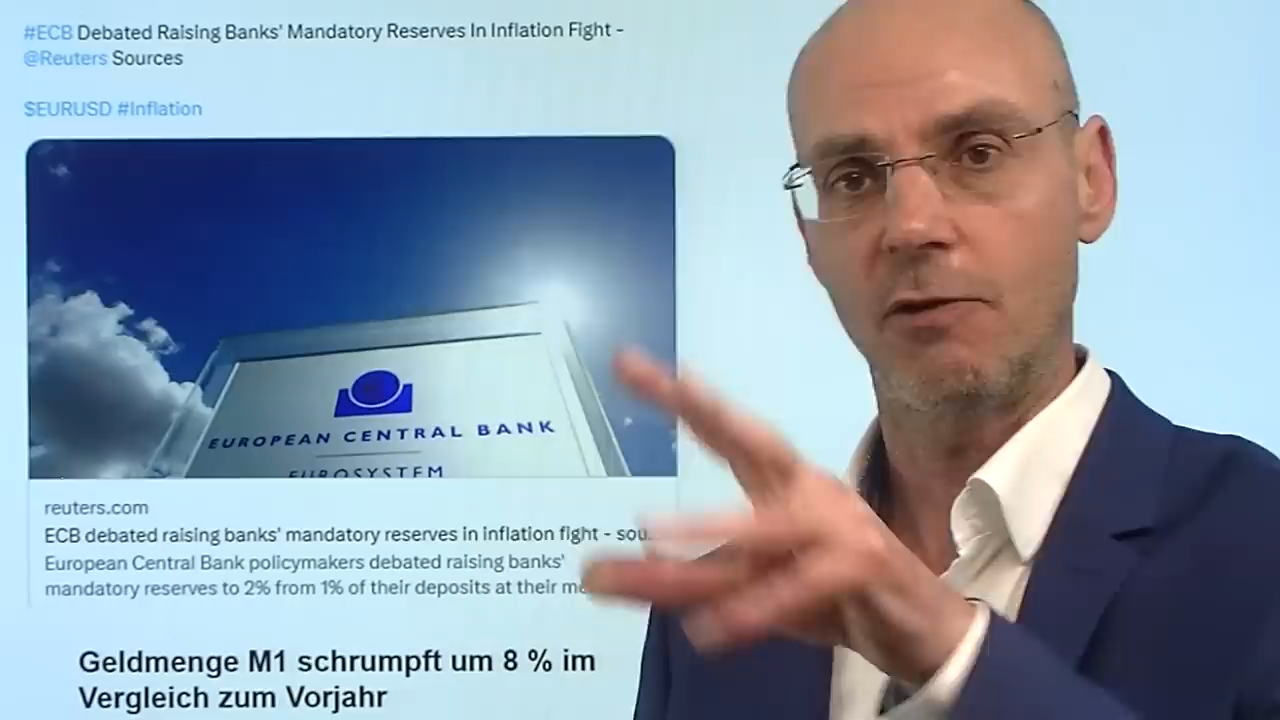 #ECB Debated Raising Banks' Mandatory Reserves In Inflation Fight -
@Reuters Sources
$EURUSD #Inflation
EUROPEAN CENTRAL BANK
EUROSYSTEM
reuters.com
ECB debated raising banks' mandatory reserves in inflation fight - sou...
European Central Bank policymakers debated raising banks'
mandatory reserves to 2% from 1% of their deposits at their
Geldmenge M1 schrumpft um 8 % im
Vergleich zum Vorjahr